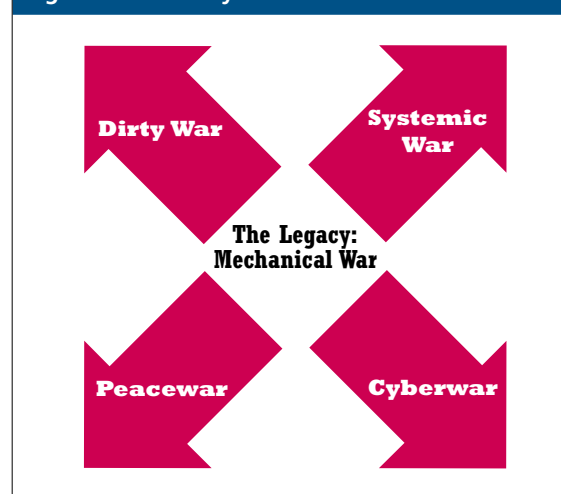 Dirty War
Systemic
War
The Legacy:
Mechanical War
Peacewar
Cyberwar